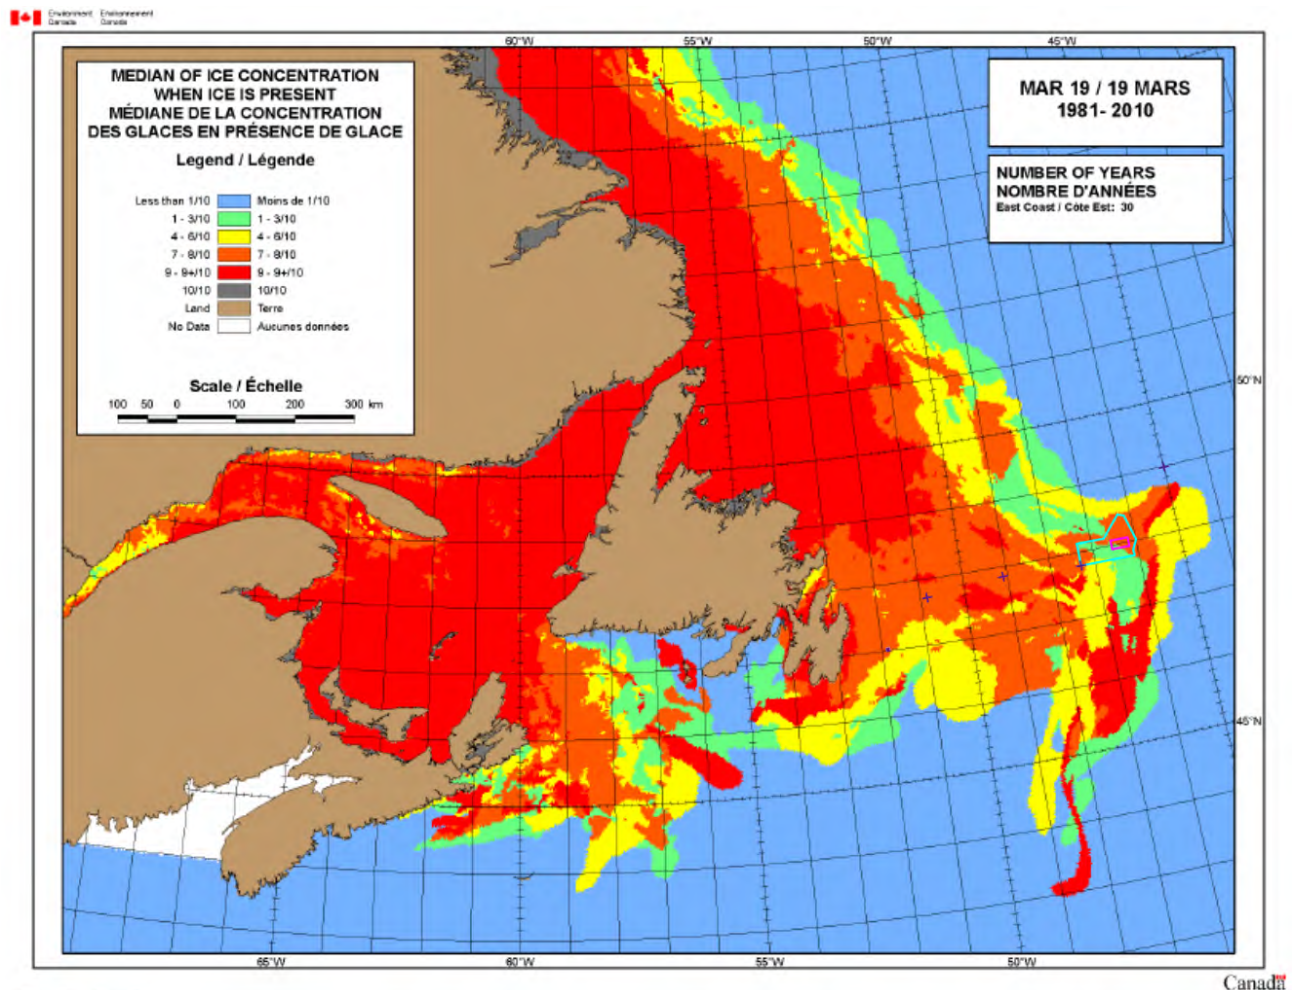 Environment Environnement
Canada Canada
60°W 55°W 50°W 45°W
MEDIAN OF ICE CONCENTRATION
WHEN ICE IS PRESENT
MÉDIANE DE LA CONCENTRATION
DES GLACES EN PRÉSENCE DE GLACE
Legend / Légende
Less than 1/10 Moins de 1/10
1 - 3/10 1 - 3/10
4 - 6/10 4 - 6/10
7 - 8/10 7 - 8/10
9 - 9+/10 9 - 9+/10
10/10 10/10
Land Terre
No Data Aucunes données
Scale / Échelle
100 50 0 100 200 300 km
MAR 19 / 19 MARS
1981- 2010
NUMBER OF YEARS
NOMBRE D'ANNÉES
East Coast / Côte Est: 30
50°N
45°N
65°W 60°W 55°W 50°W
Canada